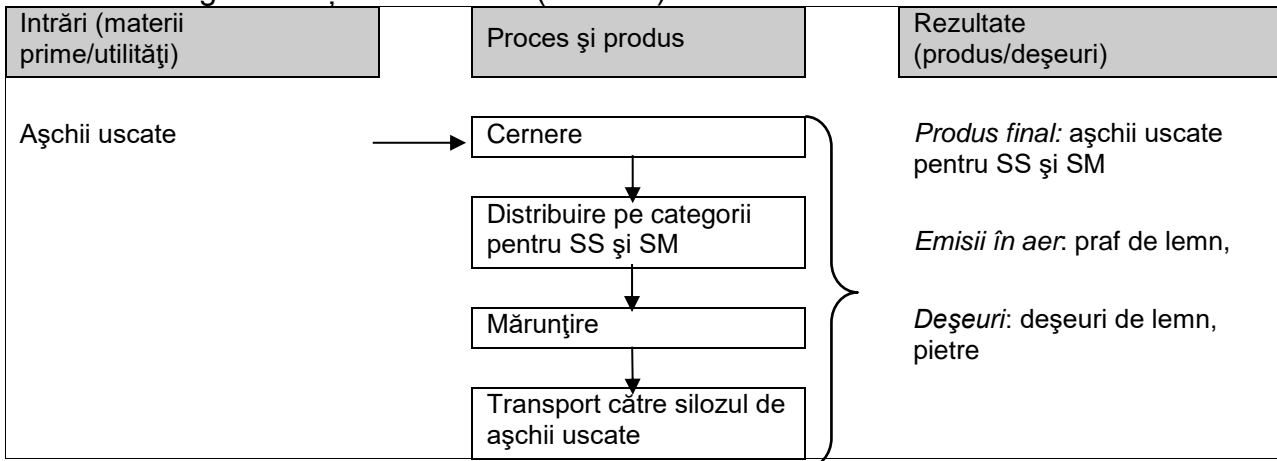 Intrări (materii
prime/utilităţi)
Proces şi produs
Rezultate
(produs/deşeuri)
Aşchii uscate
Cernere
Distribuire pe categorii
pentru SS şi SM
Mărunţire
Transport către silozul de
aşchii uscate
Produs final: aşchii uscate
pentru SS şi SM
Emisii în aer: praf de lemn,
Deşeuri: deşeuri de lemn,
pietre